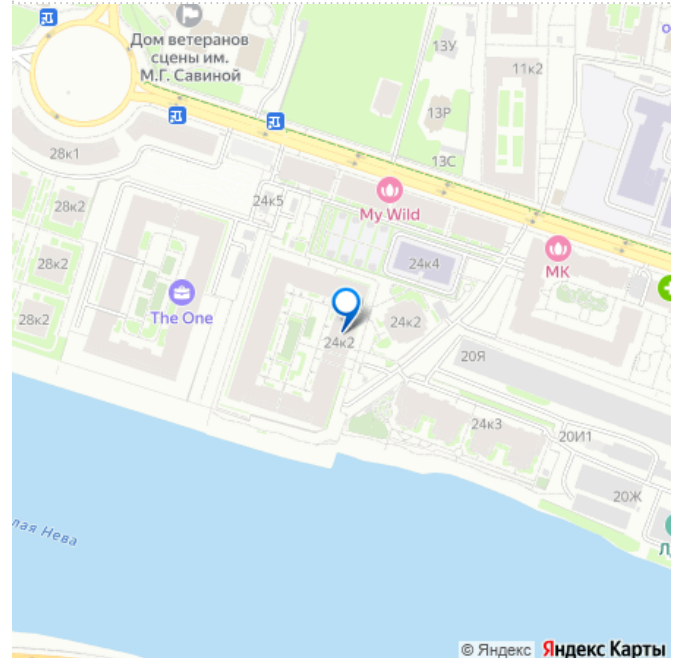 Дом ветеранов
сцены им.
М.Г. Савиной
13У
11к2
13Р
13С
28к1
My Wild
24к5
28к2
МК
24к4
28к2
The One
28к2
24к2
24к2
20Я
24к3
20И1
20Ж
лая Нева
© Яндекс Яндекс Карты